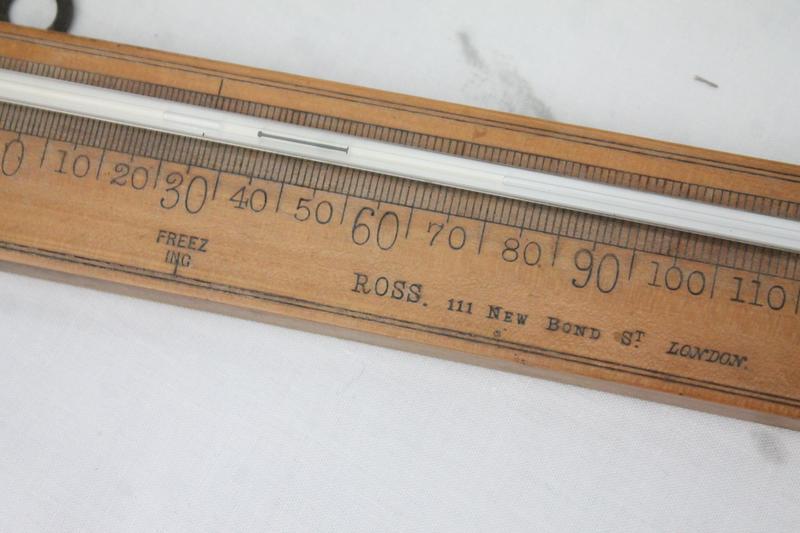 0 10 20 30 40 50 60 70 80 90 100 110
FREEZ
ING
ROSS. 111 NEW BOND ST LONDON.